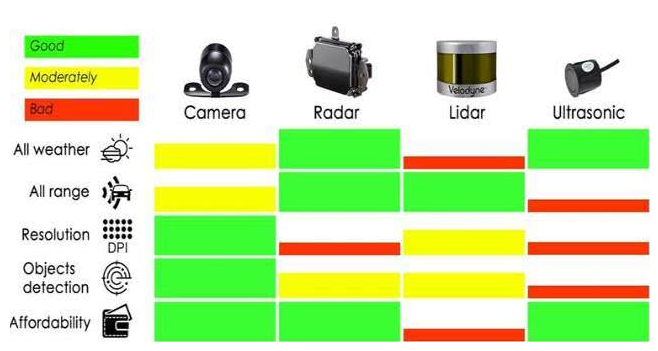 Good
Moderately
Bad
Velodyne
Camera
Radar
Lidar
Ultrasonic
All weather
All range
Resolution
DPI
Objects
detection
Affordability